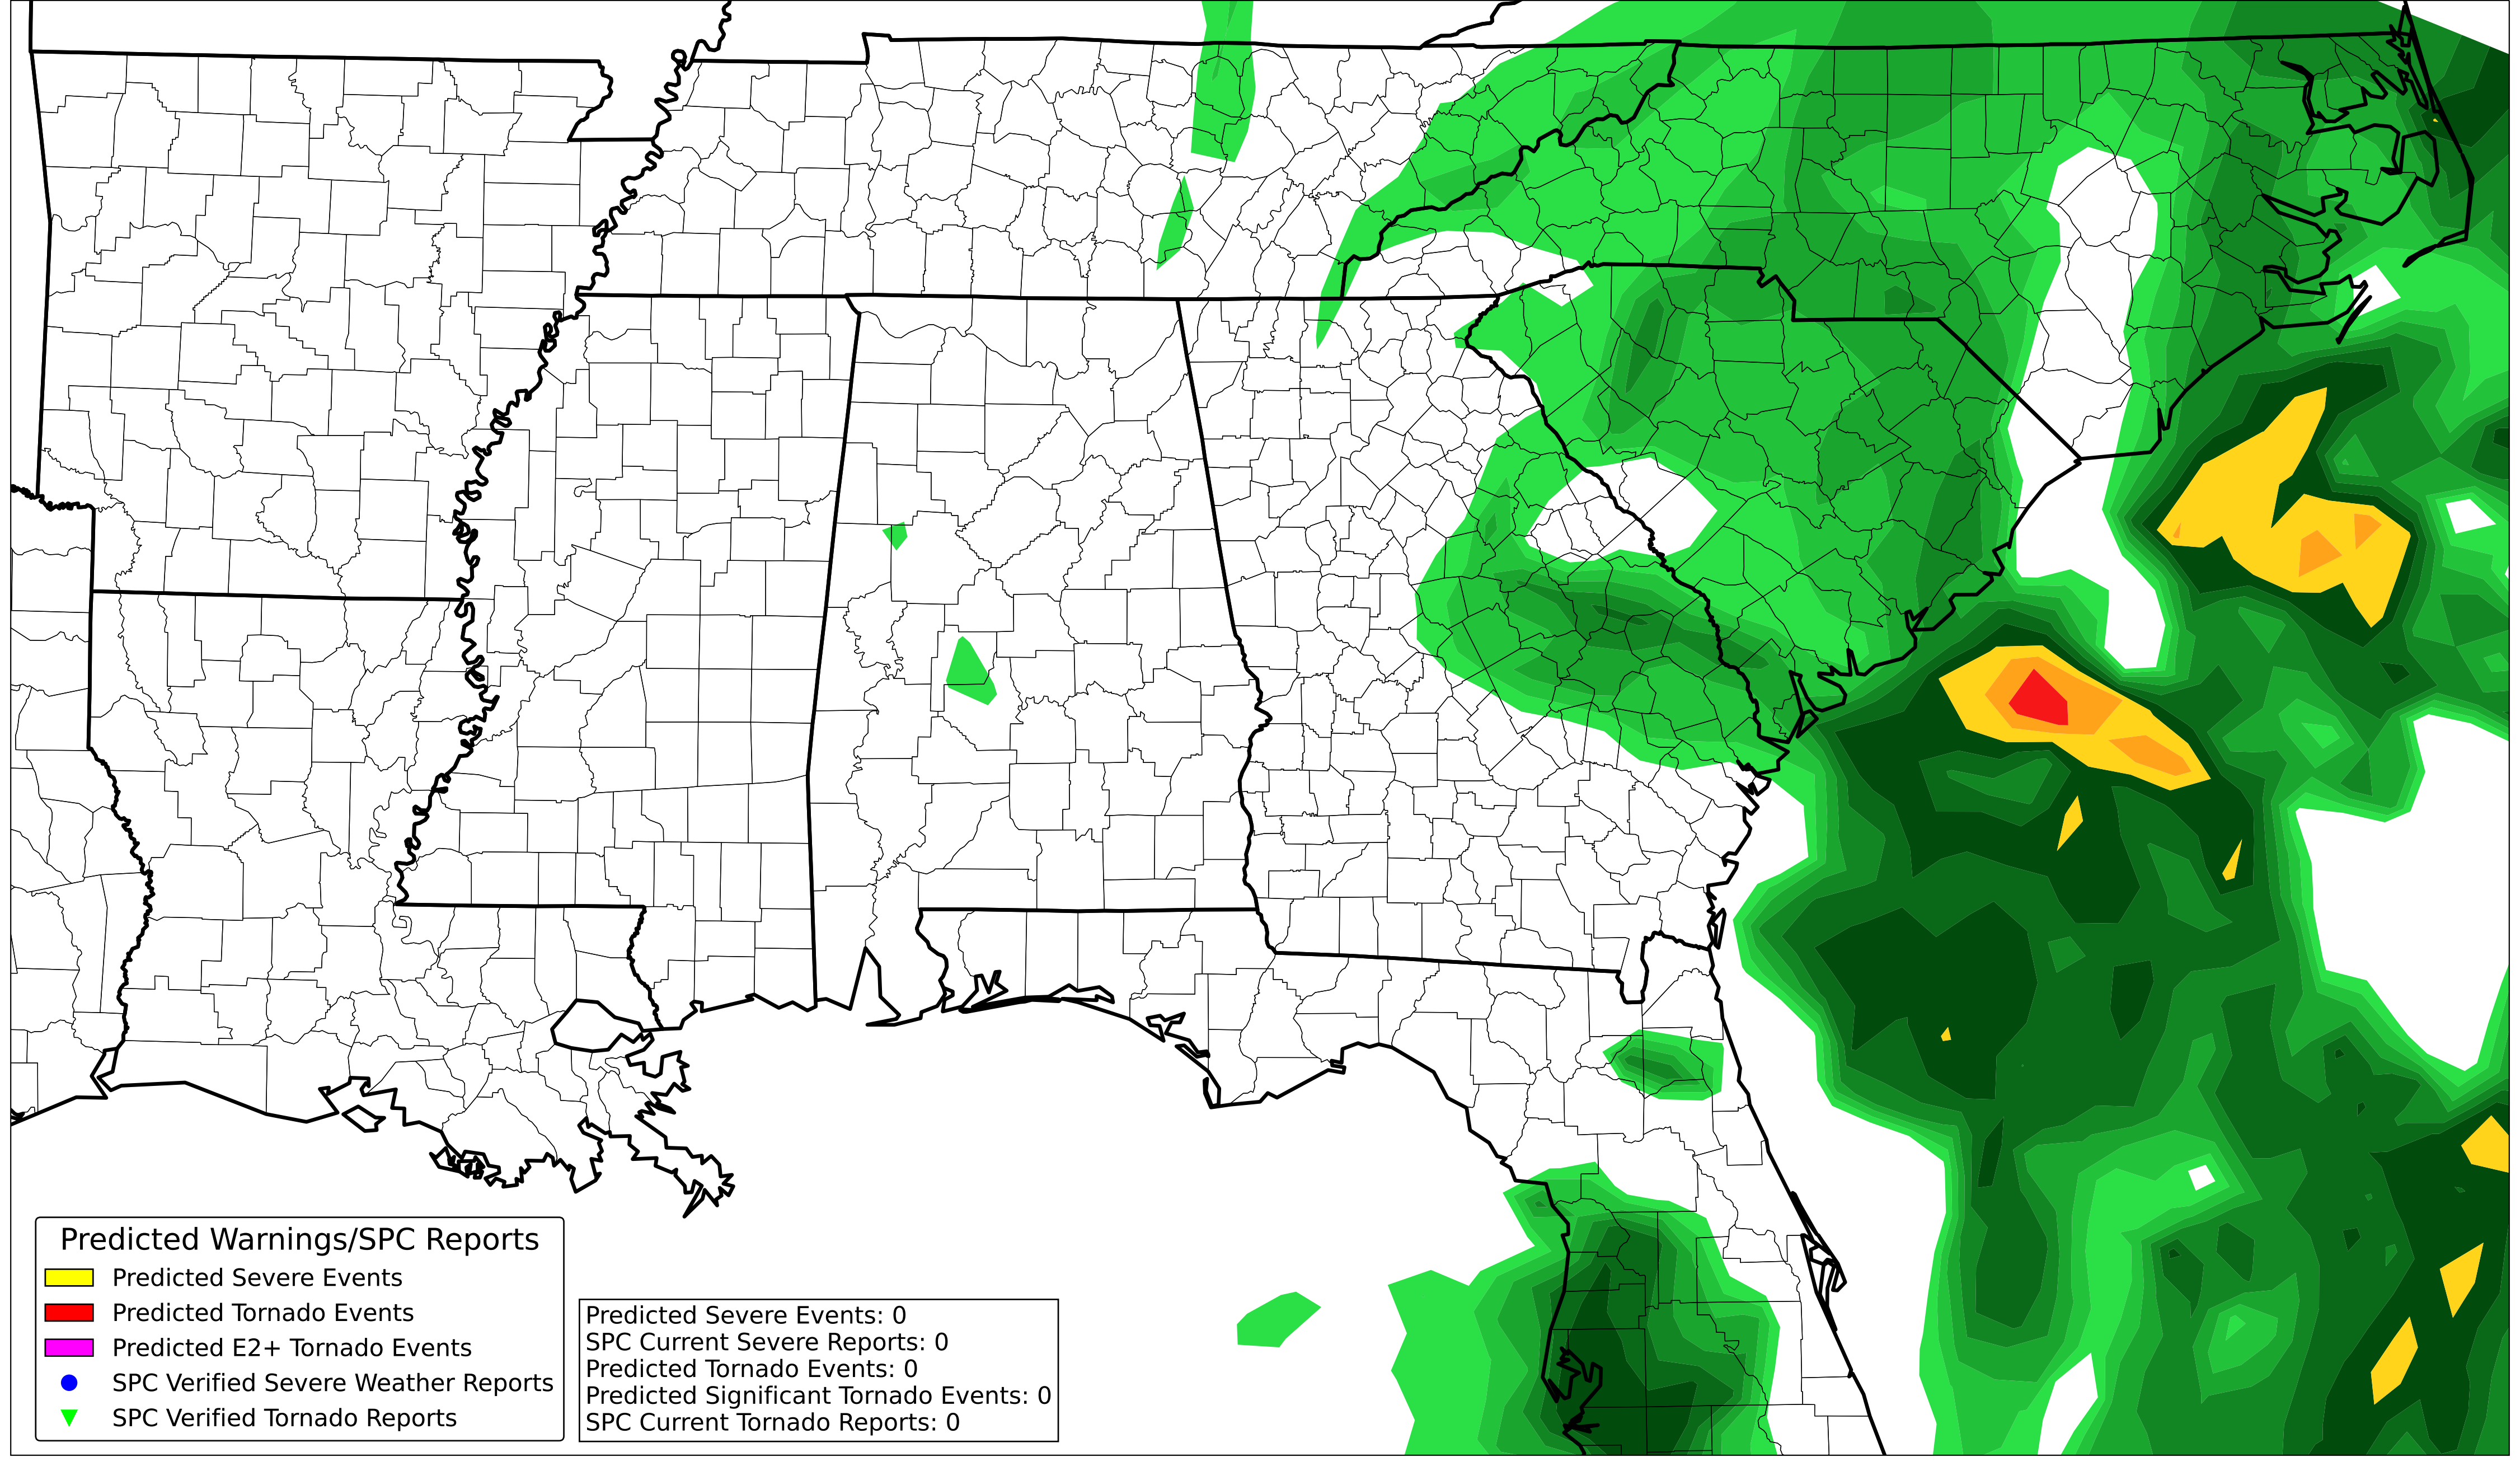 Predicted Warnings/SPC Reports
Predicted Severe Events
Predicted Tornado Events
Predicted E2+ Tornado Events
SPC Verified Severe Weather Reports
SPC Verified Tornado Reports
Predicted Severe Events: 0
SPC Current Severe Reports: 0
Predicted Tornado Events: 0
Predicted Significant Tornado Events: 0
SPC Current Tornado Reports: 0